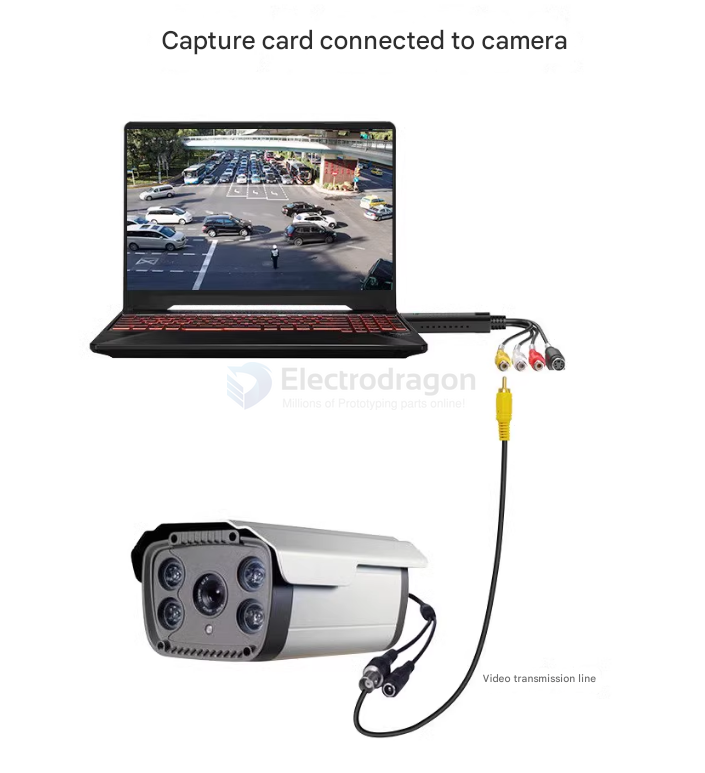 Capture card connected to camera
Electrodragon
Millions of Prototyping parts online!
Video transmission line